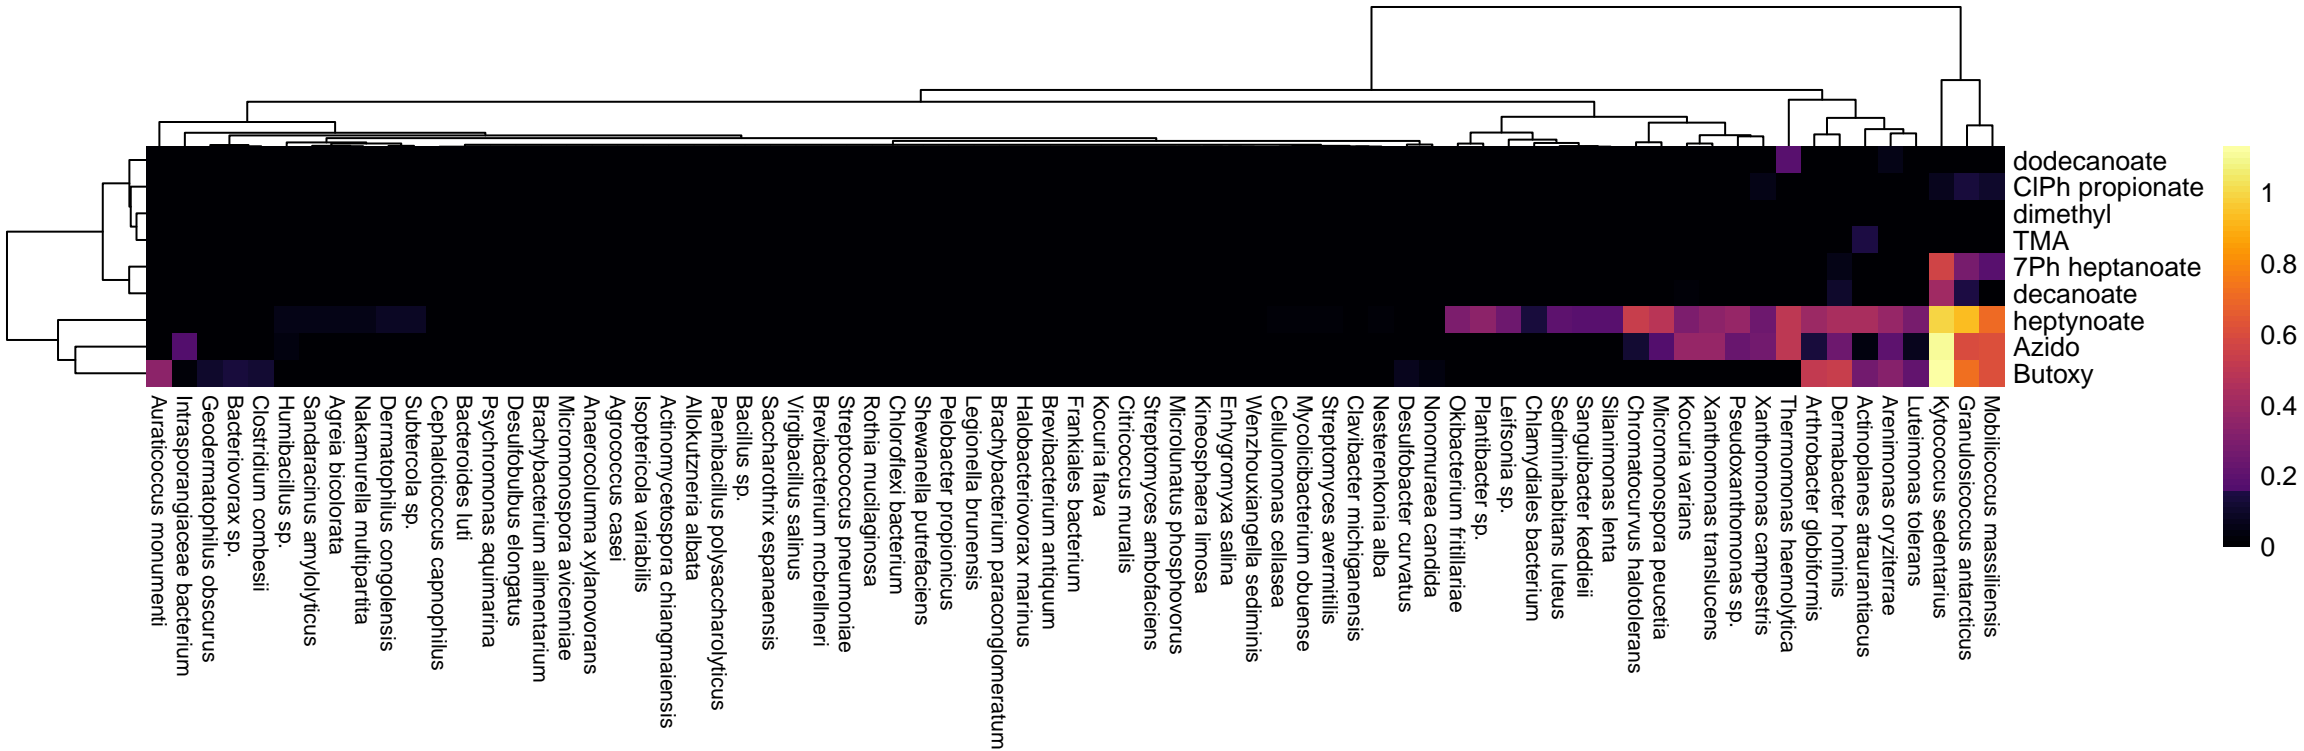 dodecanoate
ClPh propionate
dimethyl
TMA
7Ph heptanoate
decanoate
heptynoate
Azido
Butoxy
1
0.8
0.6
0.4
0.2
0
Auraticoccus monumenti
Intrasporangiaceae bacterium
Geodermatophilus obscurus
Bacteriovorax sp.
Clostridium combesii
Humibacillus sp.
Sandaracinus amylolyticus
Agreia bicolorata
Nakamurella multipartita
Dermatophilus congolensis
Subtercola sp.
Cephaloticoccus capnophilus
Bacteroides luti
Psychromonas aquimarina
Desulfobulbus elongatus
Brachybacterium alimentarium
Micromonospora avicenniae
Anaerocolumna xylanovorans
Agrococcus casei
Isoptericola variabilis
Actinomycetospora chiangmaiensis
Allokutzneria albata
Paenibacillus polysaccharolyticus
Bacillus sp.
Saccharothrix espanaensis
Virgibacillus salinus
Brevibacterium mcbrellneri
Streptococcus pneumoniae
Rothia mucilaginosa
Chloroflexi bacterium
Shewanella putrefaciens
Pelobacter propionicus
Legionella brunensis
Brachybacterium paraconglomeratum
Halobacteriovorax marinus
Brevibacterium antiquum
Frankiales bacterium
Kocuria flava
Citricoccus muralis
Streptomyces ambofaciens
Microlunatus phosphovorus
Kineosphaera limosa
Enhygromyxa salina
Wenzhouxiangella sediminis
Cellulomonas cellasea
Mycolicibacterium obuense
Streptomyces avermitilis
Clavibacter michiganensis
Nesterenkonia alba
Desulfobacter curvatus
Nonomuraea candida
Okibacterium fritillariae
Plantibacter sp.
Leifsonia sp.
Chlamydiales bacterium
Sediminihabitans luteus
Sanguibacter keddieii
Silanimonas lenta
Chromatocurvus halotolerans
Micromonospora peucetia
Kocuria varians
Xanthomonas translucens
Pseudoxanthomonas sp.
Xanthomonas campestris
Thermomonas haemolytica
Arthrobacter globiformis
Dermabacter hominis
Actinoplanes atraurantiacus
Arenimonas oryziterrae
Luteimonas tolerans
Kytococcus sedentarius
Granulosicoccus antarcticus
Mobilicoccus massiliensis